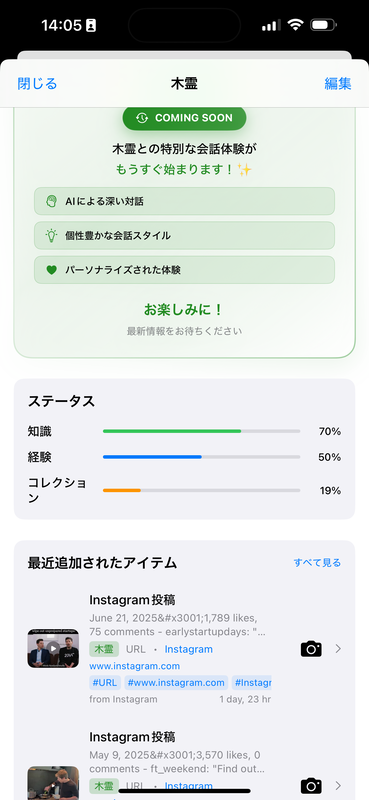 14:05
閉じる
木霊
編集
COMING SOON
木霊との特別な会話体験が
もうすぐ始まります！✨
AIによる深い対話
個性豊かな会話スタイル
パーソナライズされた体験
お楽しみに！
最新情報をお待ちください
ステータス
知識
70%
経験
50%
コレクション
19%
最近追加されたアイテム
すべて見る
Instagram投稿
June 21, 2025&#x3001;1,789 likes,
75 comments - earlystartupdays: "...
木霊 URL • Instagram
www.instagram.com
#URL #www.instagram.com #Instagr
from Instagram
1 day, 23 hr
Instagram投稿
May 9, 2025&#x3001;3,570 likes, 0
comments - ft_weekend: "Find out...
木霊 URL • Instagram